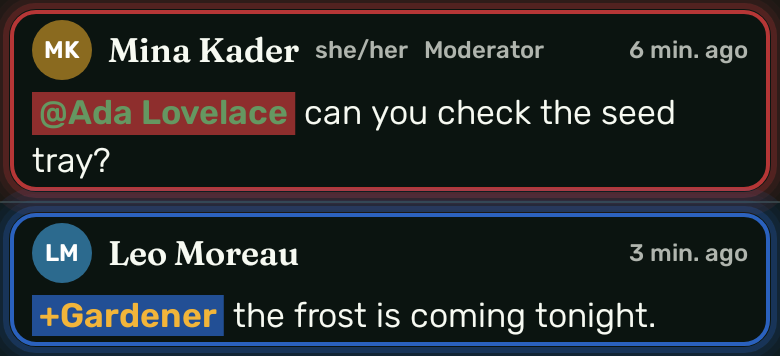 MK Mina Kader she/her Moderator 6 min. ago
@Ada Lovelace can you check the seed
tray?
LM Leo Moreau 3 min. ago
+Gardener the frost is coming tonight.